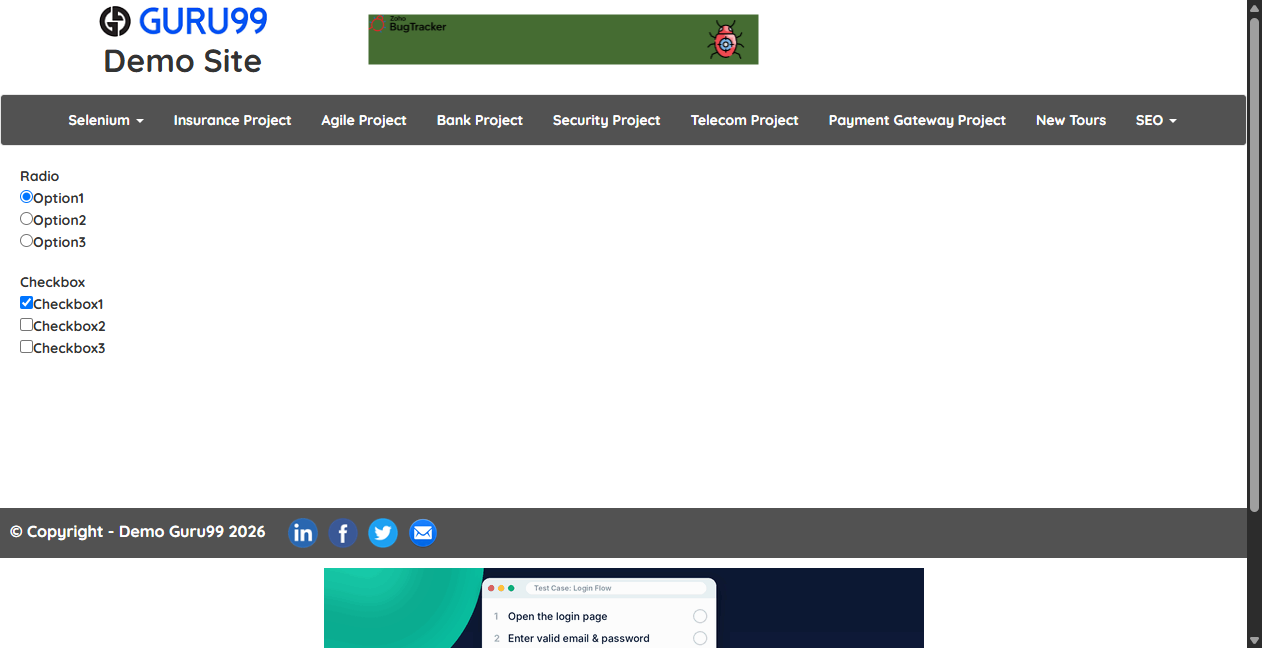 GURU99
Demo Site
Zoho
BugTracker
Selenium
Insurance Project
Agile Project
Bank Project
Security Project
Telecom Project
Payment Gateway Project
New Tours
SEO
Radio
Option1
Option2
Option3
Checkbox
Checkbox1
Checkbox2
Checkbox3
© Copyright - Demo Guru99 2026
Test Case: Login Flow
1 Open the login page
2 Enter valid email & password